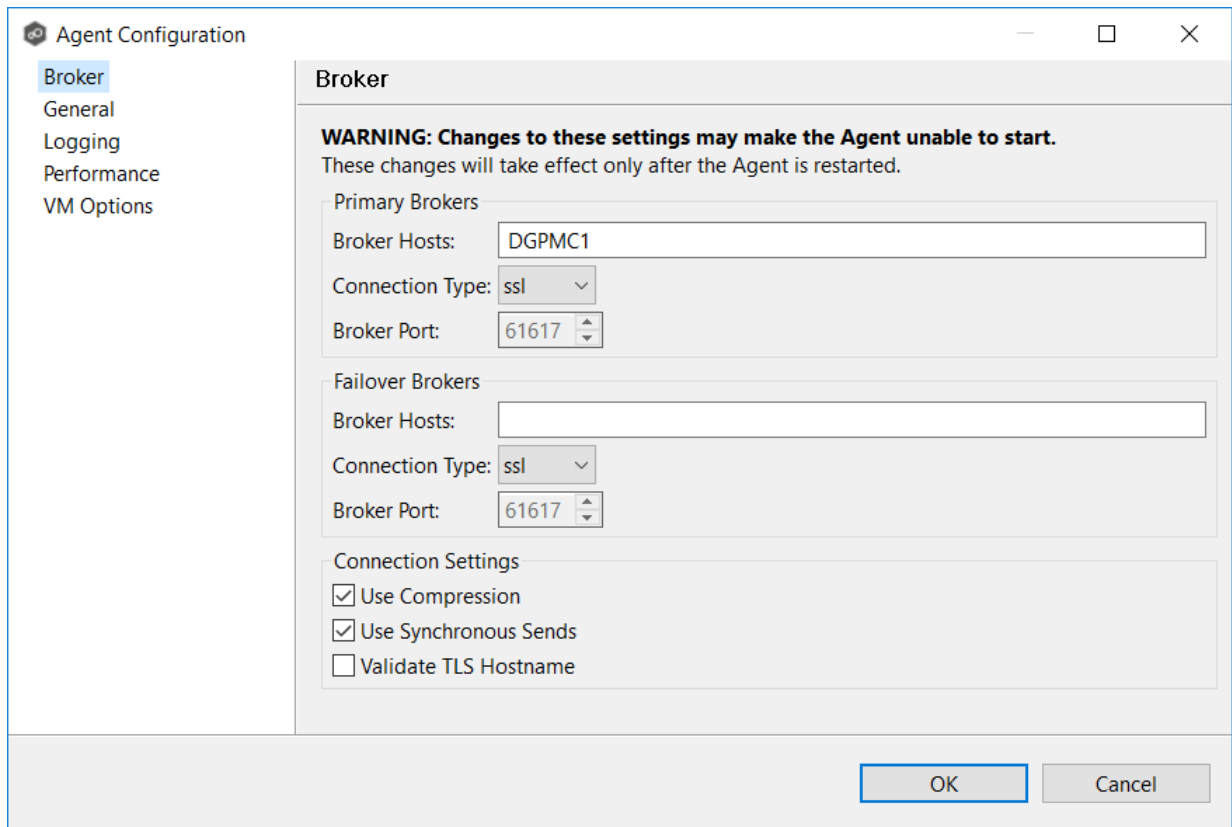 Agent Configuration
Broker
General
Logging
Performance
VM Options
Broker
WARNING: Changes to these settings may make the Agent unable to start.
These changes will take effect only after the Agent is restarted.
Primary Brokers
Broker Hosts: DGPMC1
Connection Type: ssl
Broker Port: 61617
Failover Brokers
Broker Hosts:
Connection Type: ssl
Broker Port: 61617
Connection Settings
Use Compression
Use Synchronous Sends
Validate TLS Hostname
OK Cancel